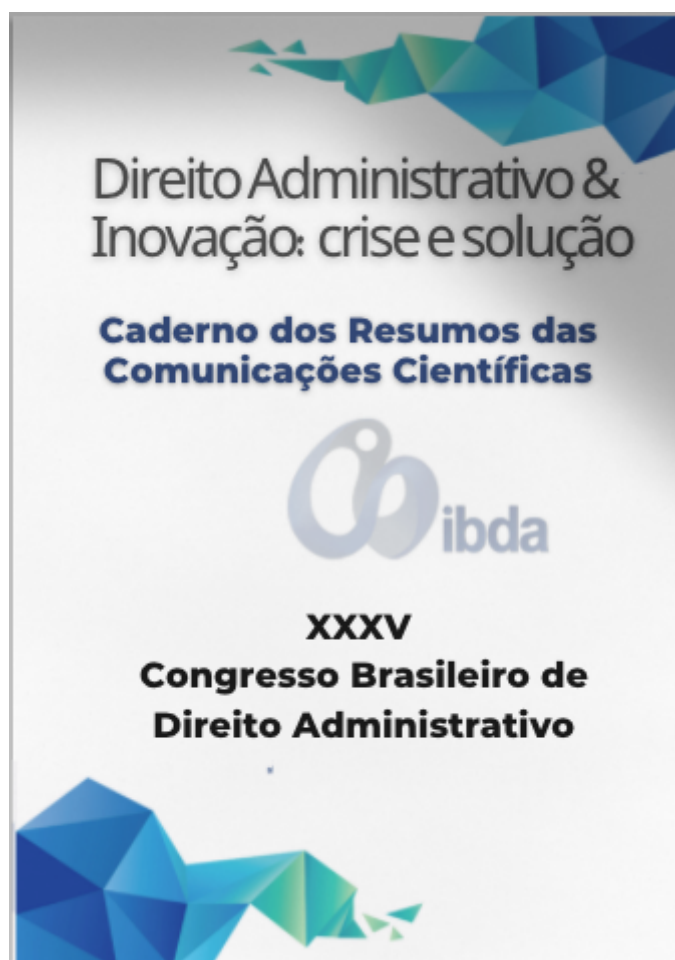 Direito Administrativo &
Inovação: crise e solução
Caderno dos Resumos das
Comunicações Científicas
ibda
XXXV
Congresso Brasileiro de
Direito Administrativo